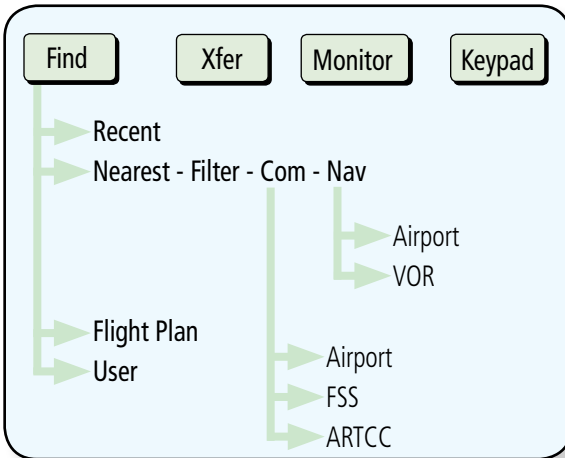 Find Xfer Monitor Keypad
Recent
Nearest - Filter - Com - Nav
Airport
VOR
Flight Plan
User
Airport
FSS
ARTCC